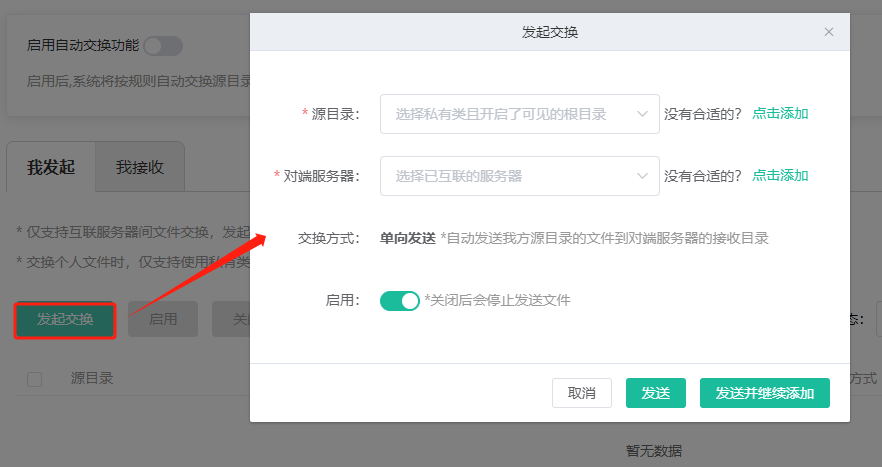 启用自动交换功能
启用后,系统将按规则自动交换源目录
我发起 我接收
* 仅支持互联服务器间文件交换，发起
* 交换个人文件时，仅支持使用私有类
发起交换 启用
源目录
方式
暂无数据
发起交换
* 源目录： 选择私有类且开启了可见的根目录 没有合适的？ 点击添加
* 对端服务器： 选择已互联的服务器 没有合适的？ 点击添加
交换方式： 单向发送 *自动发送我方源目录的文件到对端服务器的接收目录
启用： *关闭后会停止发送文件
取消 发送 发送并继续添加